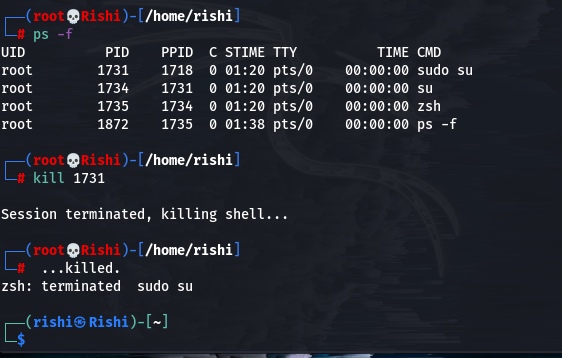 ┌──(root💀Rishi)-[/home/rishi]
└─# ps -f
UID          PID    PPID  C STIME TTY          TIME CMD
root        1731    1718  0 01:20 pts/0    00:00:00 sudo su
root        1734    1731  0 01:20 pts/0    00:00:00 su
root        1735    1734  0 01:20 pts/0    00:00:00 zsh
root        1872    1735  0 01:38 pts/0    00:00:00 ps -f
┌──(root💀Rishi)-[/home/rishi]
└─# kill 1731
Session terminated, killing shell...
┌──(root💀Rishi)-[/home/rishi]
└─#  ...killed.
zsh: terminated  sudo su
┌──(rishi㉿Rishi)-[~]
└─$